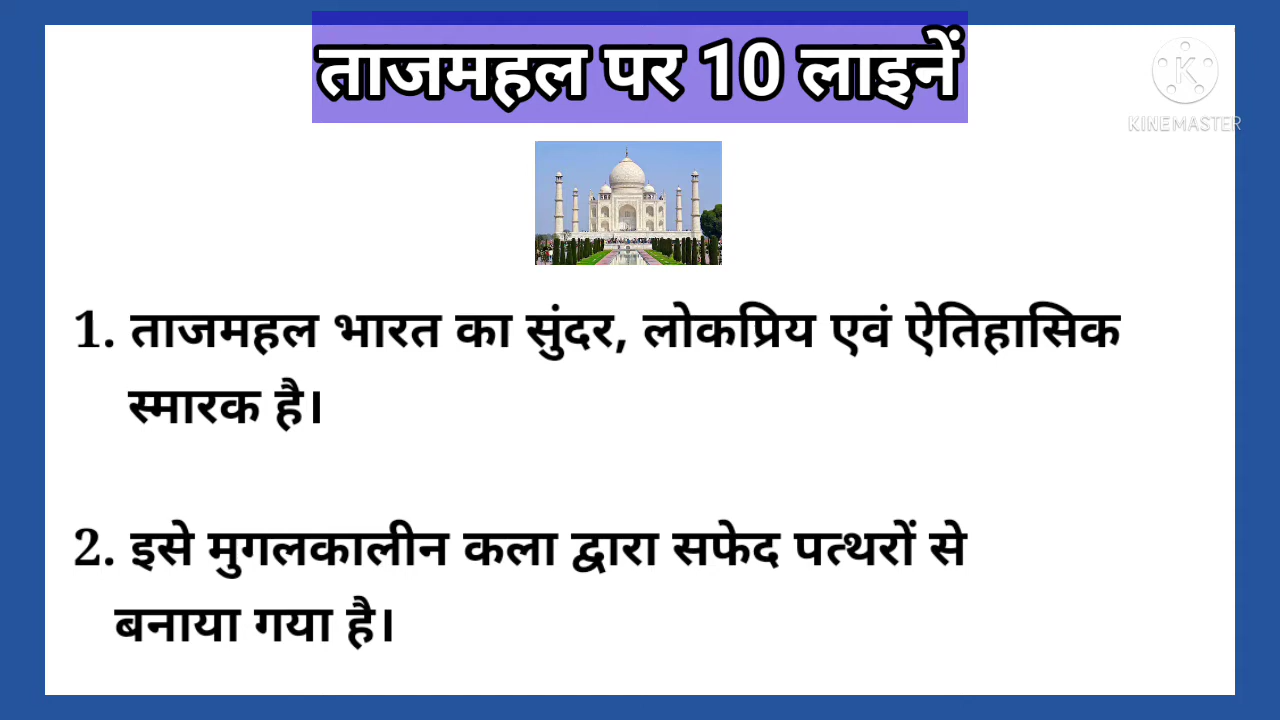 ताजमहल पर 10 लाइनें
K
KINEMASTER
1. ताजमहल भारत का सुंदर, लोकप्रिय एवं ऐतिहासिक
स्मारक है।
2. इसे मुगलकालीन कला द्वारा सफेद पत्थरों से
बनाया गया है।